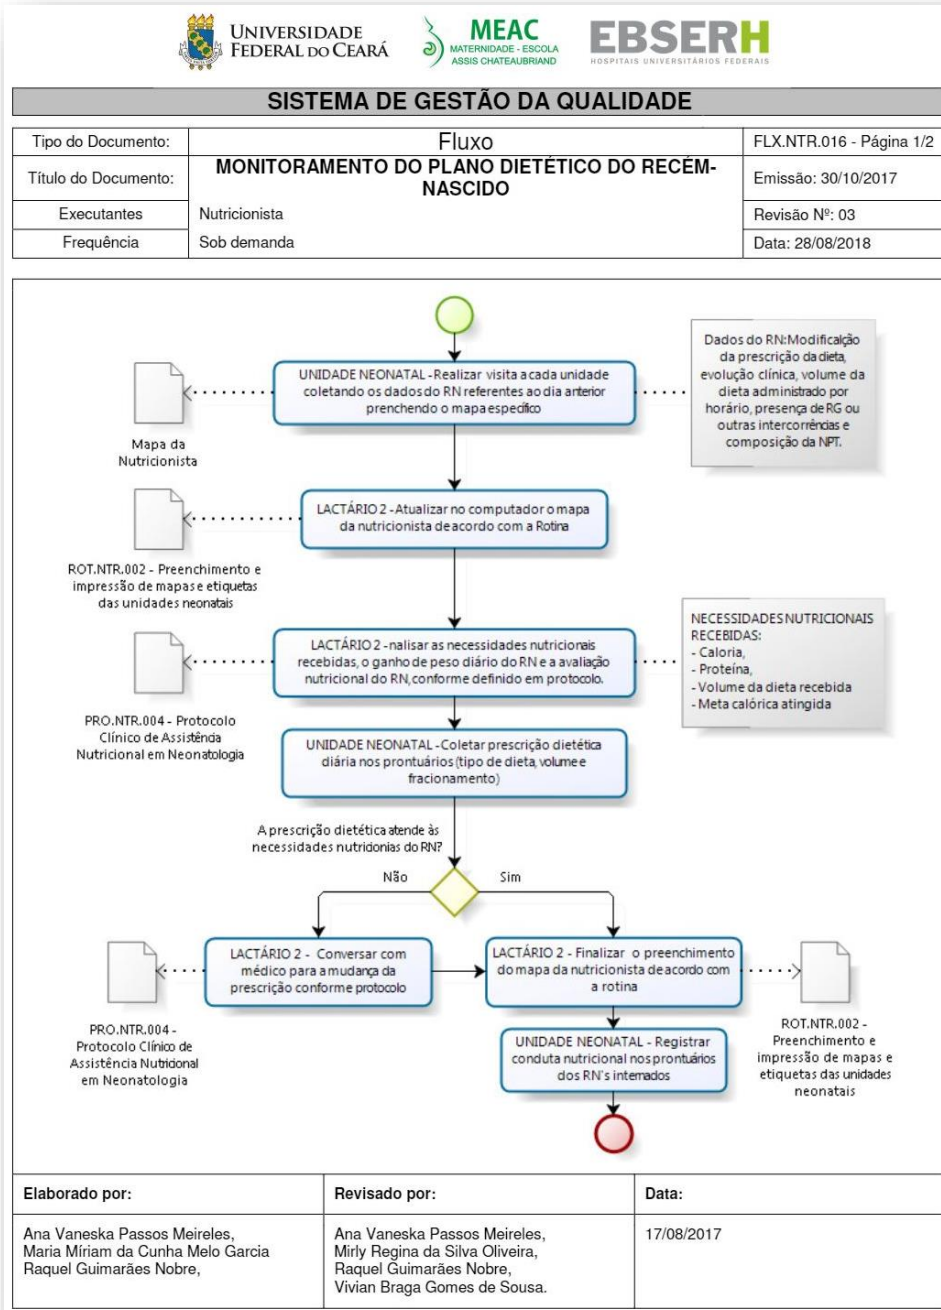 UNIVERSIDADE
FEDERAL DO CEARÁ
MEAC
MATERNIDADE - ESCOLA
ASSIS CHATEAUBRIAND
EBSERH
HOSPITAIS UNIVERSITÁRIOS FEDERAIS
SISTEMA DE GESTÃO DA QUALIDADE
Tipo do Documento:
Fluxo
FLX.NTR.016 - Página 1/2
Título do Documento:
MONITORAMENTO DO PLANO DIETÉTICO DO RECÉM-
NASCIDO
Emissão: 30/10/2017
Executantes
Nutricionista
Revisão Nº: 03
Frequência
Sob demanda
Data: 28/08/2018
UNIDADE NEONATAL -Realizar visita a cada unidade
coletando os dados do RN referentes ao dia anterior
prenchendo o mapa específico
Mapa da
Nutricionista
Dados do RN:Modificalção
da prescrição da dieta,
evolução clínica, volume da
dieta administrado por
horário, presença de RG ou
outras intercorrências e
composição da NPT.
LACTÁRIO 2 -Atualizar no computador o mapa
da nutricionista de acordo com a Rotina
ROT.NTR.002 - Preenchimento e
impressão de mapas e etiquetas
das unidades neonatais
LACTÁRIO 2 -nalisar as necessidades nutricionais
recebidas, o ganho de peso diário do RN e a avaliação
nutricional do RN, conforme definido em protocolo.
PRO.NTR.004 - Protocolo
Clínico de Assistência
Nutricional em Neonatologia
NECESSIDADES NUTRICIONAIS
RECEBIDAS:
- Caloria,
- Proteína,
- Volume da dieta recebida
- Meta calórica atingida
UNIDADE NEONATAL -Coletar prescrição dietética
diária nos prontuários (tipo de dieta, volume e
fracionamento)
A prescrição dietética atende às
necessidades nutricionias do RN?
Não
Sim
LACTÁRIO 2 - Conversar com
médico para a mudança da
prescrição conforme protocolo
LACTÁRIO 2 - Finalizar o preenchimento
do mapa da nutricionista de acordo com
a rotina
PRO.NTR.004 -
Protocolo Clínico de
Assistência Nutricional
em Neonatologia
ROT.NTR.002 -
Preenchimento e
impressão de mapas e
etiquetas das unidades
neonatais
UNIDADE NEONATAL - Registrar
conduta nutricional nos prontuários
dos RN's internados
Elaborado por:
Revisado por:
Data:
Ana Vaneska Passos Meireles,
Maria Míriam da Cunha Melo Garcia
Raquel Guimarães Nobre,
Ana Vaneska Passos Meireles,
Mirly Regina da Silva Oliveira,
Raquel Guimarães Nobre,
Vivian Braga Gomes de Sousa.
17/08/2017